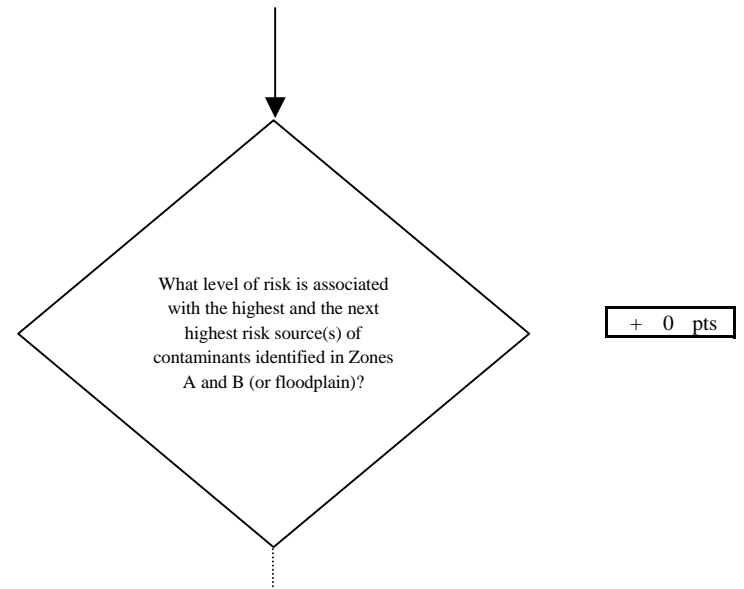 What level of risk is associated
with the highest and the next
highest risk source(s) of
contaminants identified in Zones
A and B (or floodplain)?
+ 0 pts